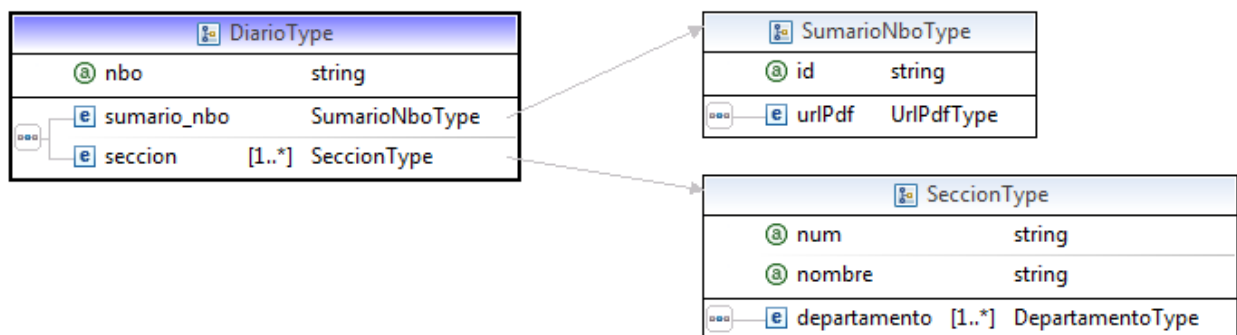 DiarioType
a nbo string
e sumario_nbo SumarioNboType
e seccion [1..*] SeccionType
SumarioNboType
a id string
e urlPdf UrlPdfType
SeccionType
a num string
a nombre string
e departamento [1..*] DepartamentoType